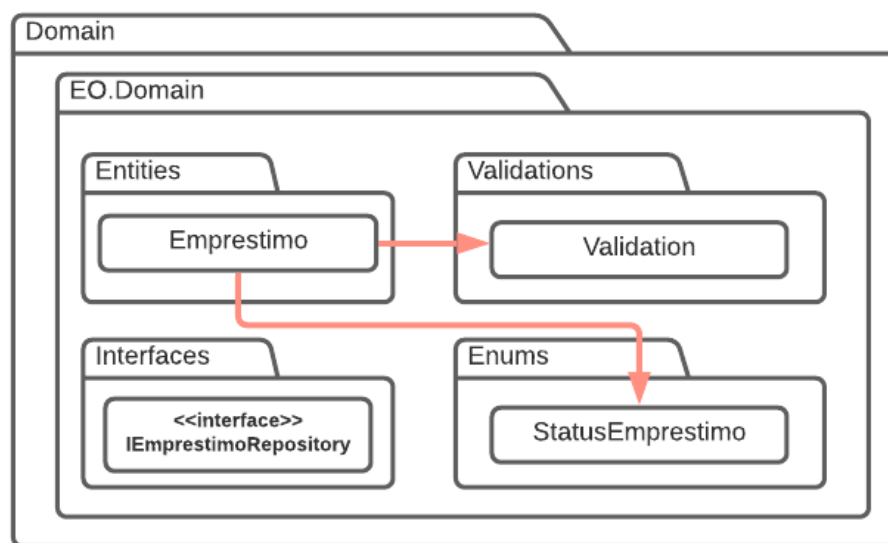 Domain
EO.Domain
Entities
Emprestimo
Validations
Validation
Interfaces
<<interface>>
IEmprestimoRepository
Enums
StatusEmprestimo